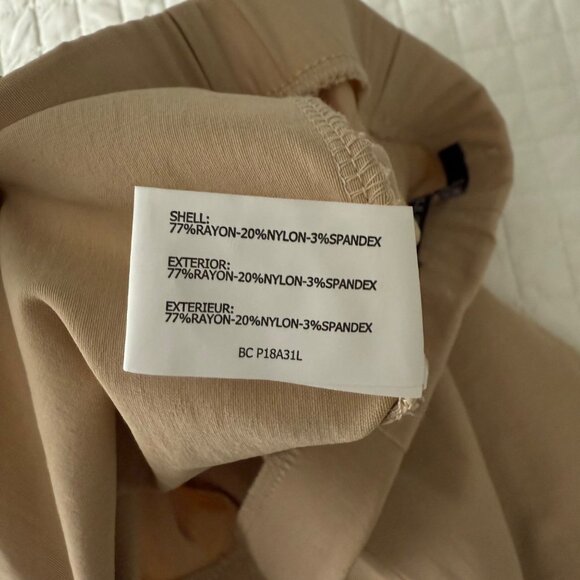 SHELL:
77%RAYON-20%NYLON-3%SPANDEX
EXTERIOR:
77%RAYON-20%NYLON-3%SPANDEX
EXTERIEUR:
77%RAYON-20%NYLON-3%SPANDEX
BC P18A31L